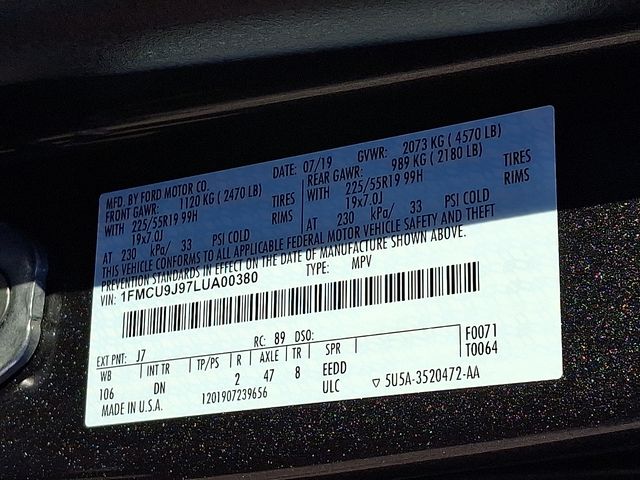 MFD. BY FORD MOTOR CO.
DATE: 07/19 GVWR: 2073 KG ( 4570 LB)
FRONT GAWR: 1120 KG ( 2470 LB)
REAR GAWR: 989 KG ( 2180 LB)
WITH 225/55R19 99H TIRES
WITH 225/55R19 99H TIRES
19x7.0J RIMS
19x7.0J RIMS
AT 230 kPa/ 33 PSI COLD
AT 230 kPa/ 33 PSI COLD
THIS VEHICLE CONFORMS TO ALL APPLICABLE FEDERAL MOTOR VEHICLE SAFETY AND THEFT
PREVENTION STANDARDS IN EFFECT ON THE DATE OF MANUFACTURE SHOWN ABOVE.
VIN: 1FMCU9J97LUA00380 TYPE: MPV
EXT PNT: J7 RC: 89 DSO: F0071
WB INT TR TP/PS R AXLE TR SPR T0064
106 DN 2 47 8 EEDD
MADE IN U.S.A. 1201907239656 ULC ▽ 5U5A-3520472-AA